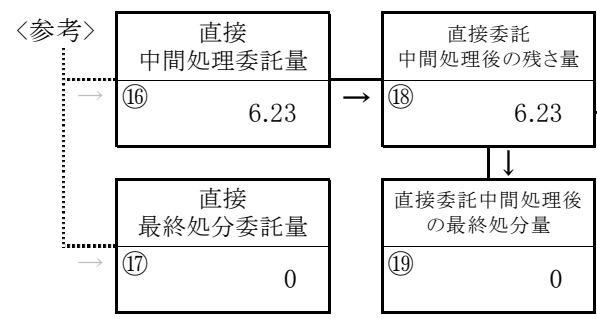 〈参考〉
直接
中間処理委託量
→
⑯
6.23
→
直接委託
中間処理後の残さ量
⑱
6.23
↓
直接
最終処分委託量
→
⑰
0
直接委託中間処理後
の最終処分量
⑲
0